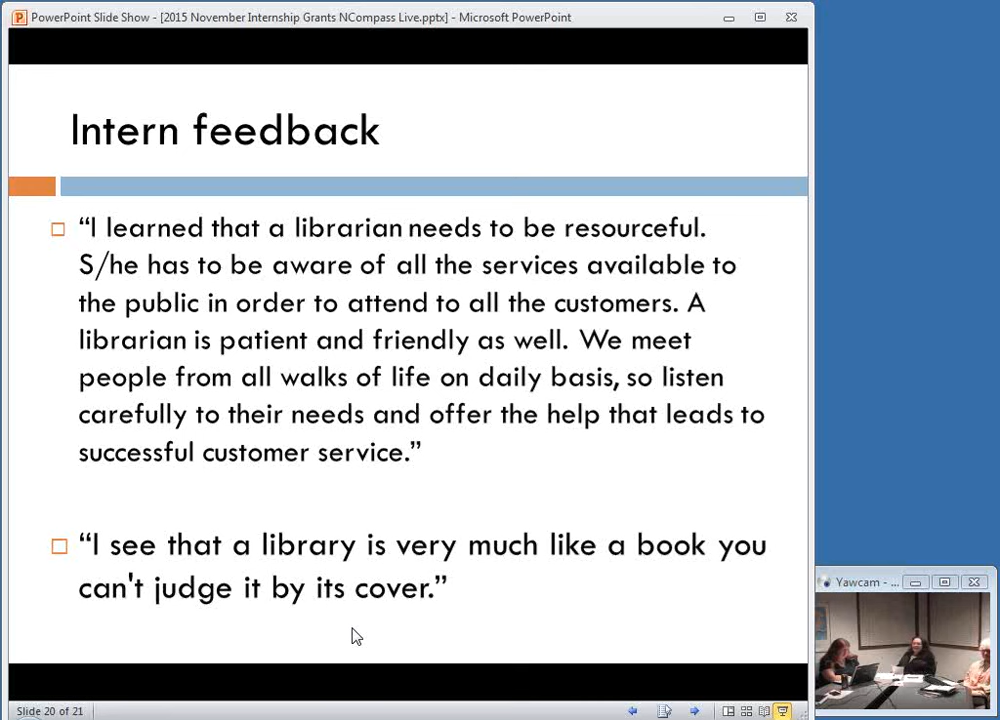 PowerPoint Slide Show - [2015 November Internship Grants NCompass Live.pptx] - Microsoft PowerPoint
Intern feedback
“I learned that a librarian needs to be resourceful.
S/he has to be aware of all the services available to
the public in order to attend to all the customers. A
librarian is patient and friendly as well. We meet
people from all walks of life on daily basis, so listen
carefully to their needs and offer the help that leads to
successful customer service.”
“I see that a library is very much like a book you
can't judge it by its cover.”
Yawcam - ...
Slide 20 of 21